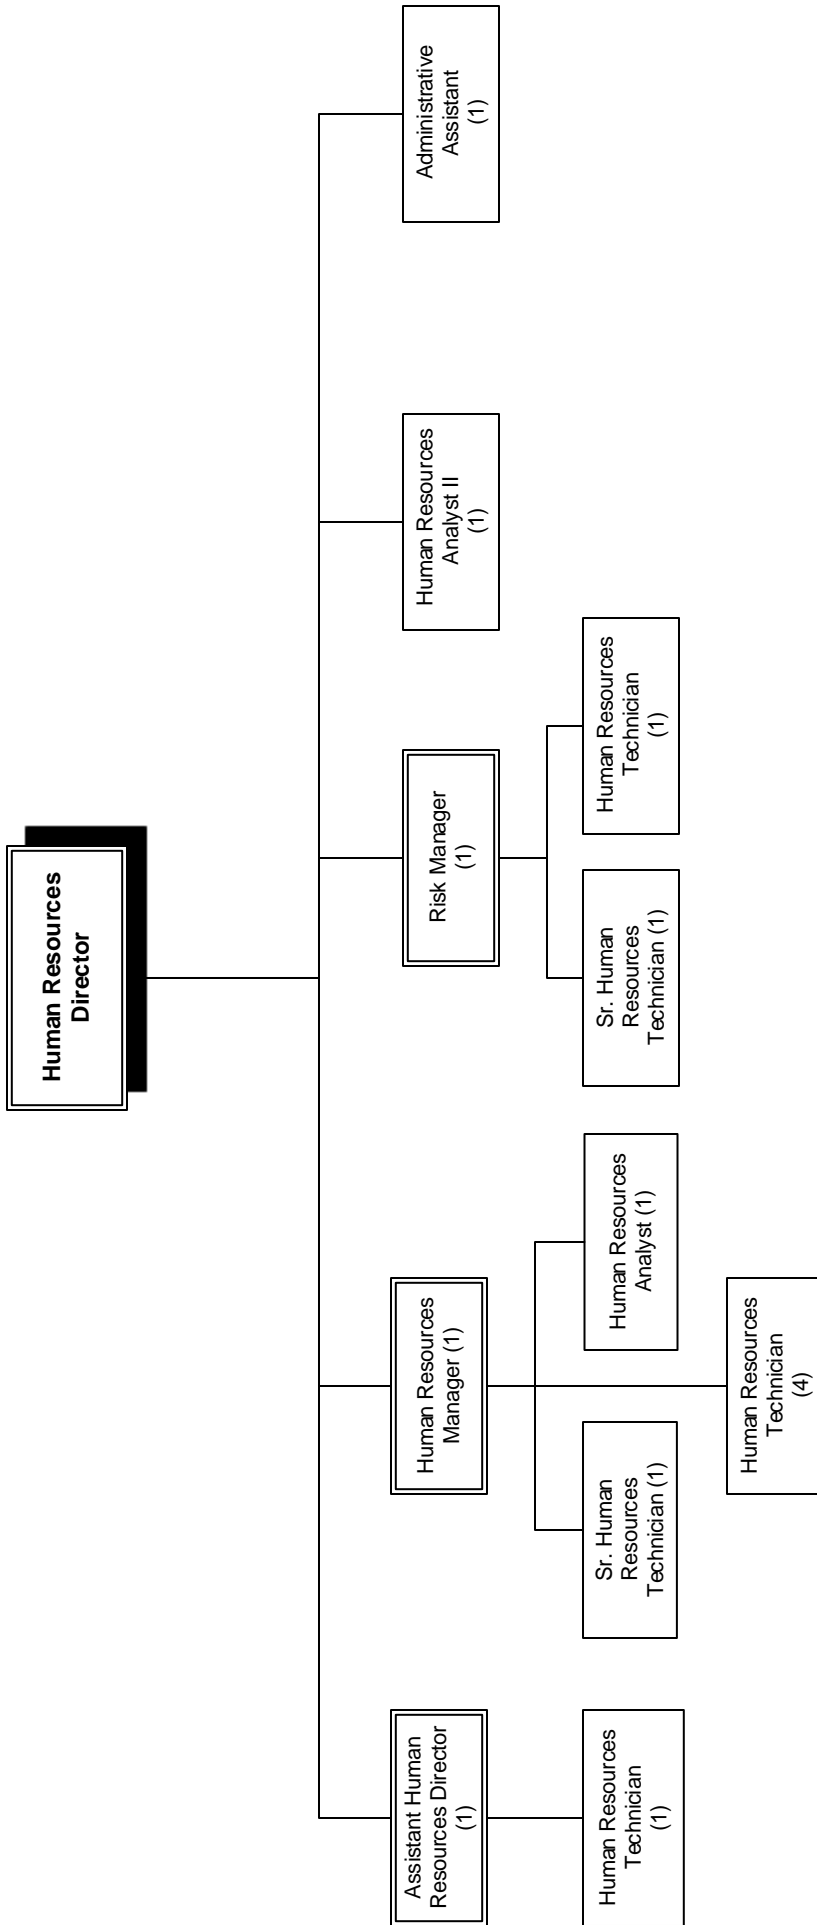 Human Resources
Director
Assistant Human
Resources Director
(1)
Human Resources
Manager (1)
Risk Manager
(1)
Human Resources
Analyst II
(1)
Administrative
Assistant
(1)
Human Resources
Technician
(1)
Sr. Human
Resources
Technician (1)
Human Resources
Analyst (1)
Sr. Human
Resources
Technician (1)
Human Resources
Technician
(1)
Human Resources
Technician
(4)